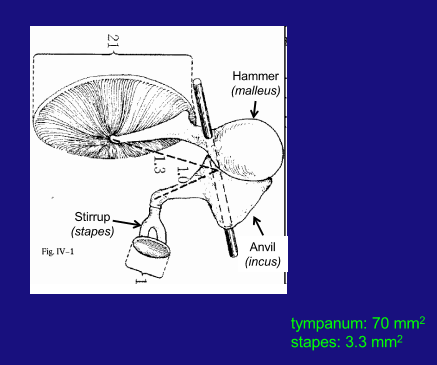 21
Hammer
(malleus)
1.3
1.0
Stirrup
(stapes)
Anvil
(incus)
Fig. IV–1
1
tympanum: 70 mm²
stapes: 3.3 mm²